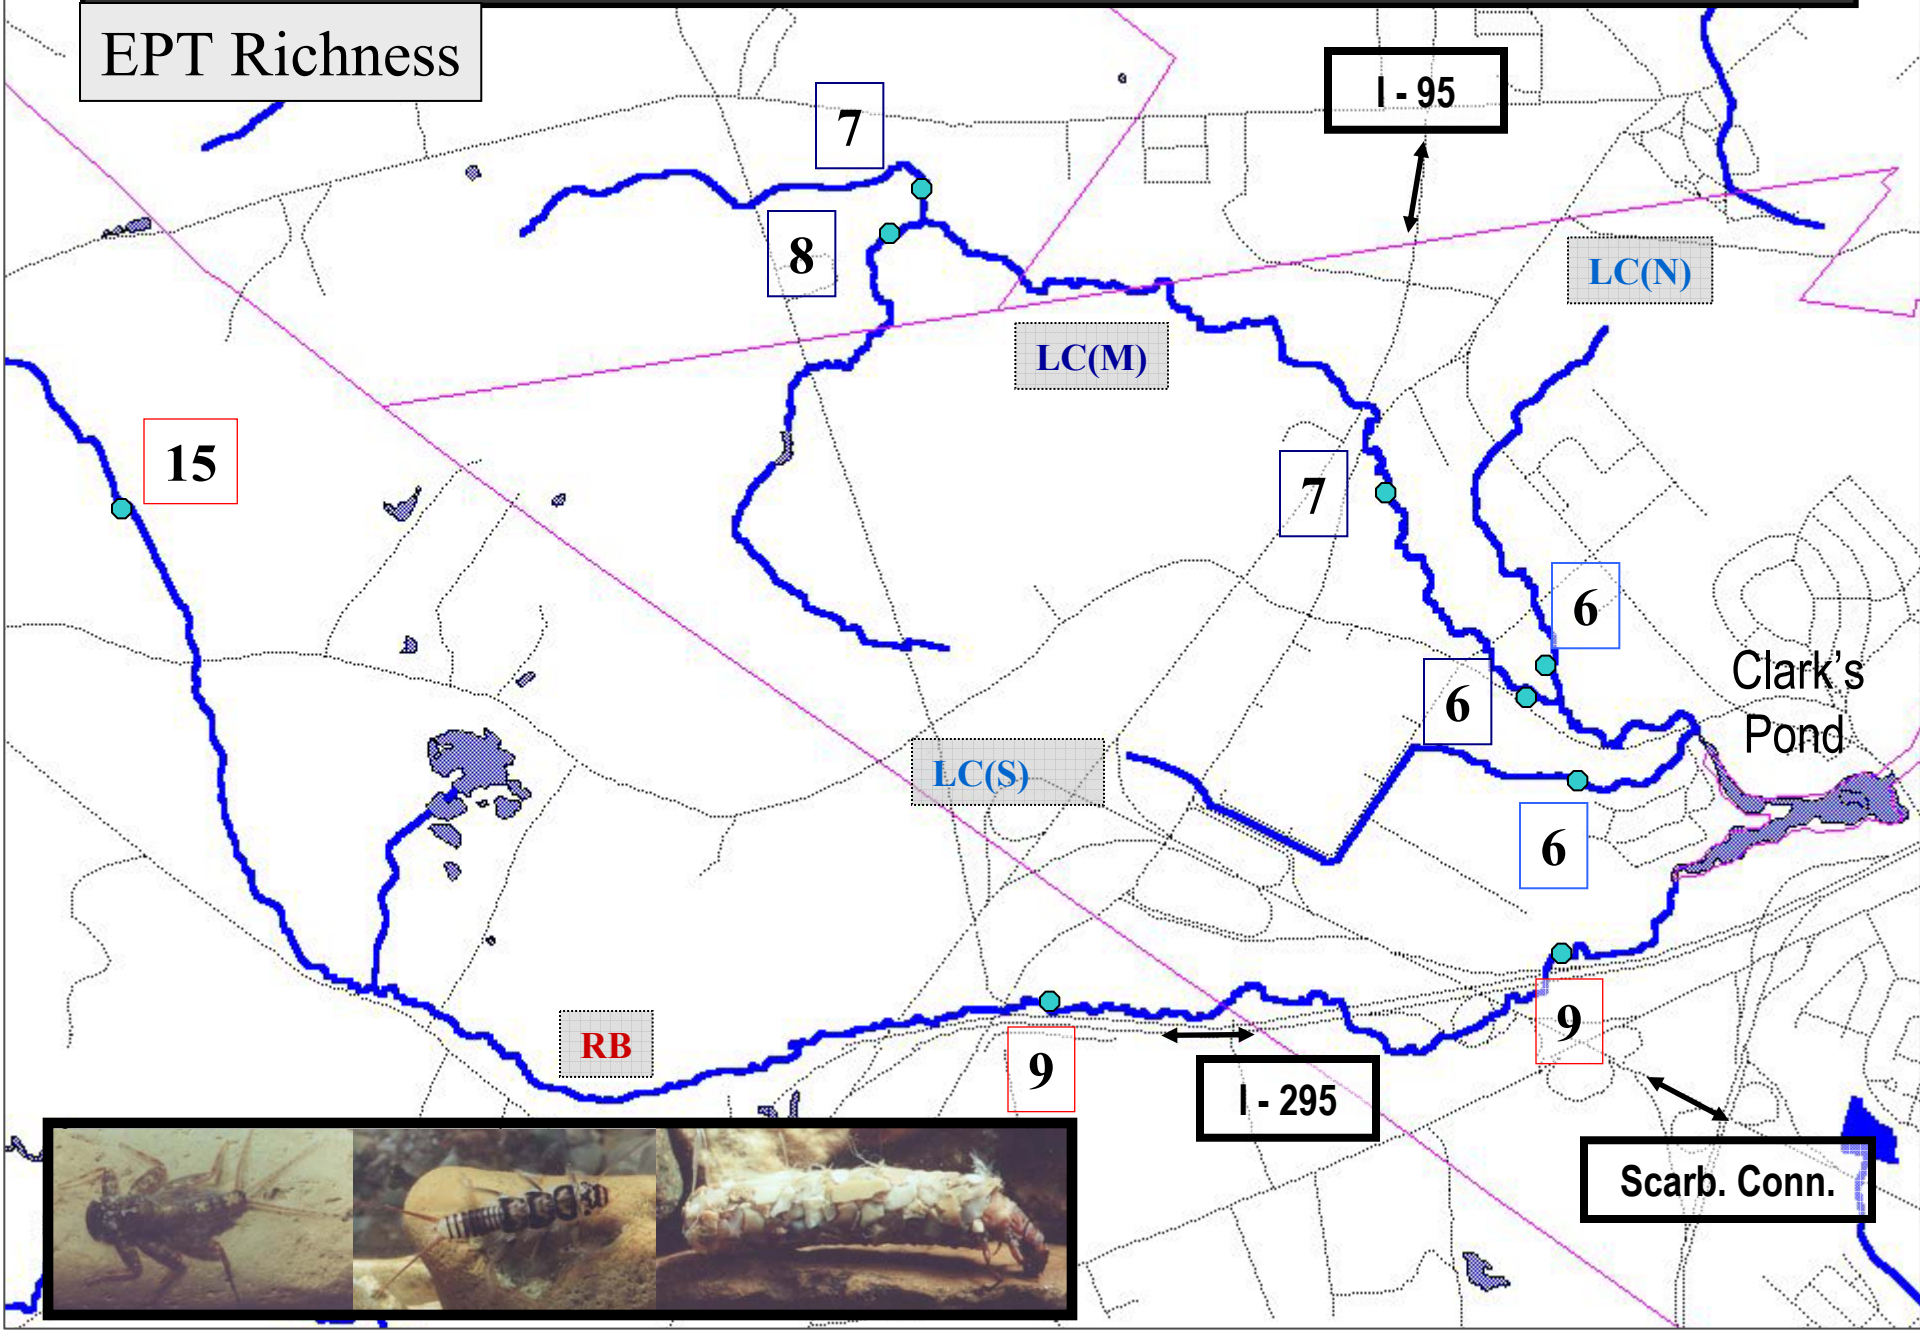 EPT Richness
I - 95
7
8
LC(N)
LC(M)
15
7
6
6
Clark's
Pond
LC(S)
6
RB
9
9
I - 295
Scarb. Conn.